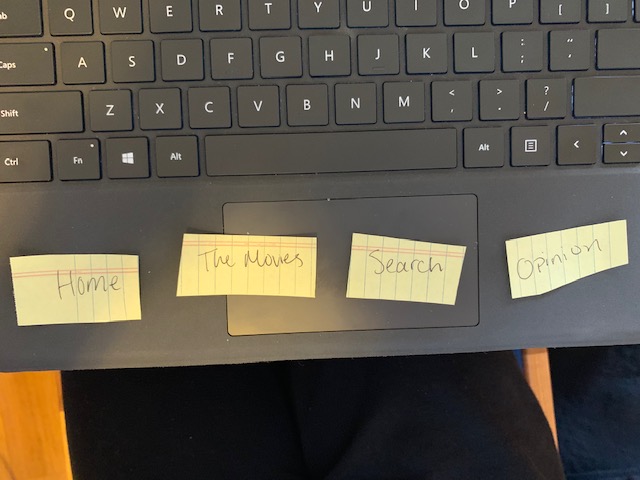 Q W E R T Y U I O P [ ]
Caps A S D F G H J K L : ; " '
Shift Z X C V B N M < , > . ? /
Ctrl Fn Alt Alt
Home The Movies Search Opinion